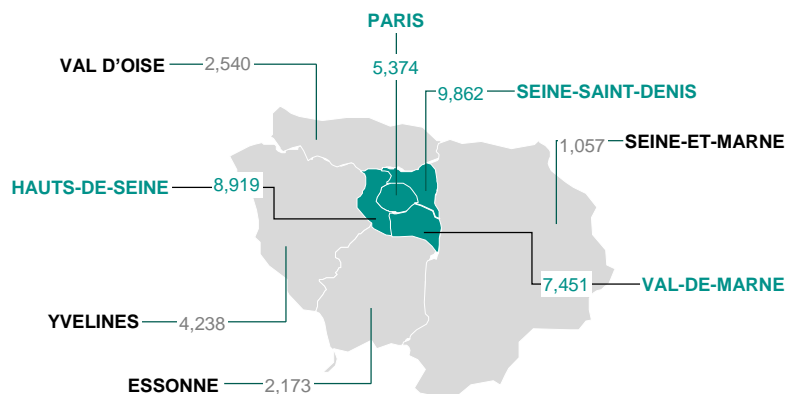 PARIS
5,374
VAL D'OISE 2,540
9,862 SEINE-SAINT-DENIS
1,057 SEINE-ET-MARNE
HAUTS-DE-SEINE 8,919
7,451 VAL-DE-MARNE
YVELINES 4,238
ESSONNE 2,173